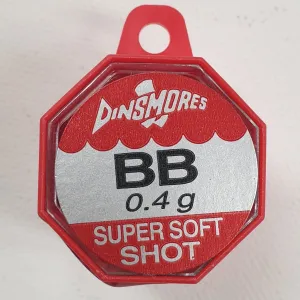 DINSMORES
BB
0.4 g
SUPER SOFT
SHOT